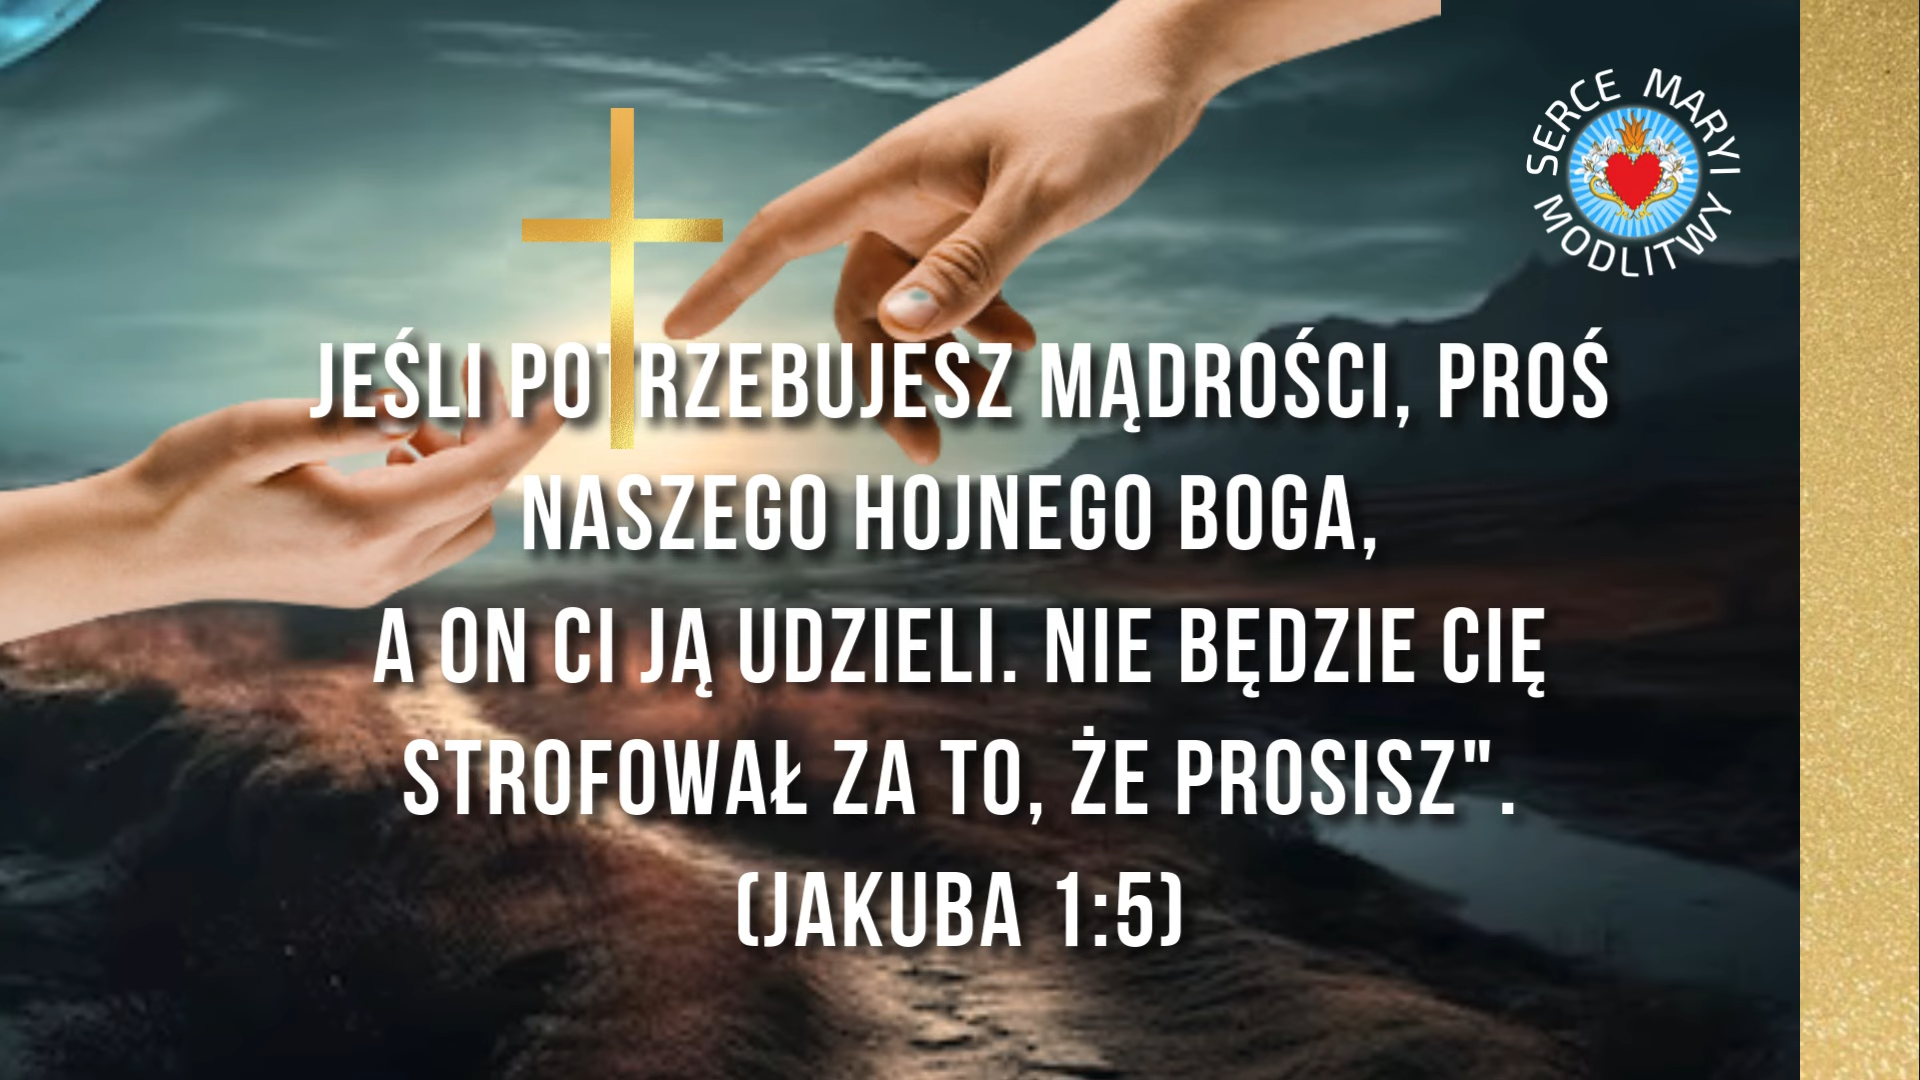 SERCE MARYI
MODLITWY
JEŚLI POTRZEBUJESZ MĄDROŚCI, PROŚ
NASZEGO HOJNEGO BOGA,
A ON CI JĄ UDZIELI. NIE BĘDZIE CIĘ
STROFOWAŁ ZA TO, ŻE PROSISZ".
(JAKUBA 1:5)